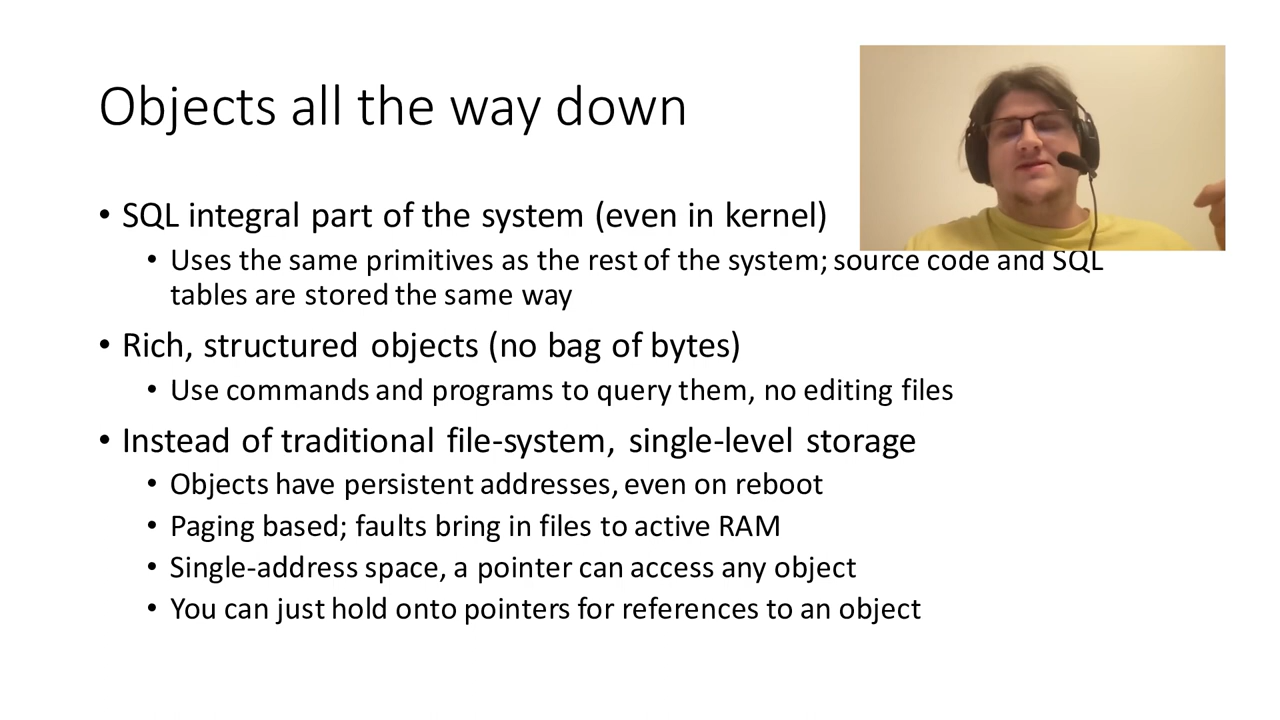 Objects all the way down
• SQL integral part of the system (even in kernel)
• Uses the same primitives as the rest of the system; source code and SQL
tables are stored the same way
• Rich, structured objects (no bag of bytes)
• Use commands and programs to query them, no editing files
• Instead of traditional file-system, single-level storage
• Objects have persistent addresses, even on reboot
• Paging based; faults bring in files to active RAM
• Single-address space, a pointer can access any object
• You can just hold onto pointers for references to an object